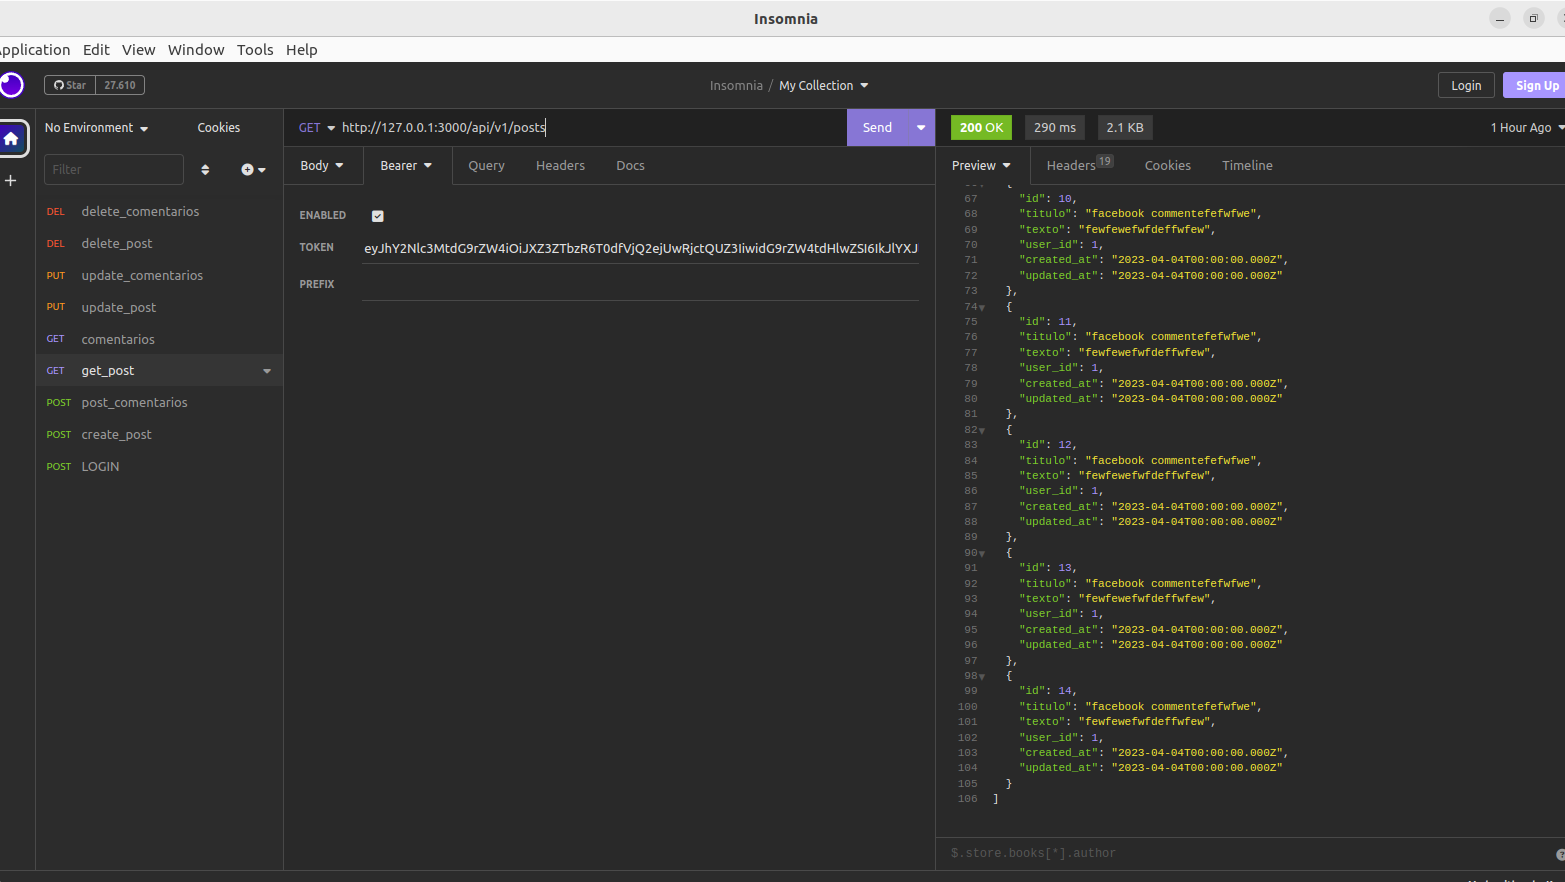 Insomnia
Application Edit View Window Tools Help
Star 27.610
Insomnia / My Collection
Login Sign Up
No Environment Cookies
GET http://127.0.0.1:3000/api/v1/posts
Send
200 OK 290 ms 2.1 KB
1 Hour Ago
Filter
Body Bearer Query Headers Docs
Preview Headers 19 Cookies Timeline
DEL delete_comentarios
DEL delete_post
PUT update_comentarios
PUT update_post
GET comentarios
GET get_post
POST post_comentarios
POST create_post
POST LOGIN
ENABLED
TOKEN eyJhY2Nlc3MtdG9rZW4iOiJXZ3ZTbzR6T0dfVjQ2ejUwRjctQUZ3IiwidG9rZW4tdHlwZSI6IkJlYXJ
PREFIX
67 "id": 10,
68 "titulo": "facebook commentefefwfwe",
69 "texto": "fewfewefwfdeffwfew",
70 "user_id": 1,
71 "created_at": "2023-04-04T00:00:00.000Z",
72 "updated_at": "2023-04-04T00:00:00.000Z"
73 },
74 {
75 "id": 11,
76 "titulo": "facebook commentefefwfwe",
77 "texto": "fewfewefwfdeffwfew",
78 "user_id": 1,
79 "created_at": "2023-04-04T00:00:00.000Z",
80 "updated_at": "2023-04-04T00:00:00.000Z"
81 },
82 {
83 "id": 12,
84 "titulo": "facebook commentefefwfwe",
85 "texto": "fewfewefwfdeffwfew",
86 "user_id": 1,
87 "created_at": "2023-04-04T00:00:00.000Z",
88 "updated_at": "2023-04-04T00:00:00.000Z"
89 },
90 {
91 "id": 13,
92 "titulo": "facebook commentefefwfwe",
93 "texto": "fewfewefwfdeffwfew",
94 "user_id": 1,
95 "created_at": "2023-04-04T00:00:00.000Z",
96 "updated_at": "2023-04-04T00:00:00.000Z"
97 },
98 {
99 "id": 14,
100 "titulo": "facebook commentefefwfwe",
101 "texto": "fewfewefwfdeffwfew",
102 "user_id": 1,
103 "created_at": "2023-04-04T00:00:00.000Z",
104 "updated_at": "2023-04-04T00:00:00.000Z"
105 }
106 ]
$.store.books[*].author